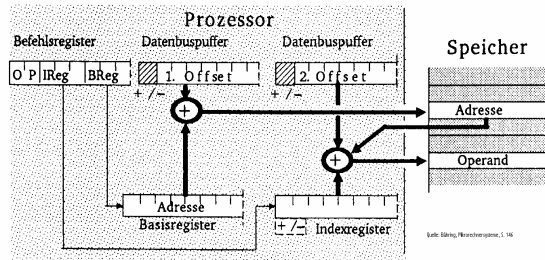 Prozessor
Befehlsregister
Datenbuspuffer
Datenbuspuffer
Speicher
O P IReg BReg
1. Offset
2. Offset
+ / -
+ / -
+
Adresse
+
Operand
Adresse
Basisregister
+ / -
Indexregister
Quelle: Bähring, Mikrorechnersysteme, S. 146